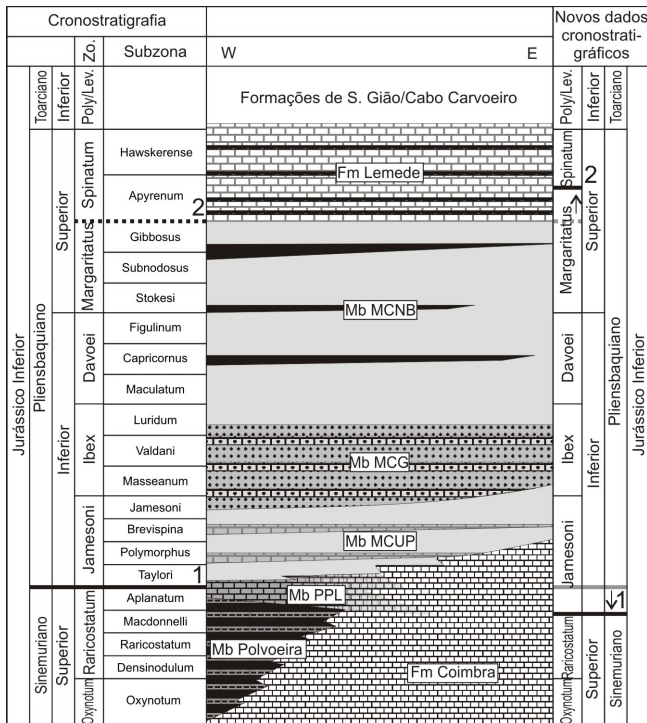 Cronostratigrafia
Novos dados
cronostrati-
gráficos
Zo.
Subzona
W
E
Poly/Lev.
Inferior
Toarciano
Formações de S. Gião/Cabo Carvoeiro
Poly/Lev.
Inferior
Toarciano
Jurássico Inferior
Pliensbaquiano
Superior
Spinatum
Hawskerense
Apyrenum
2
Fm Lemede
Margaritatus
Gibbosus
Subnodosus
Stokesi
Mb MCNB
Inferior
Davoei
Figulinum
Capricornus
Maculatum
Ibex
Luridum
Valdani
Masseanum
Mb MCG
Jamesoni
Jamesoni
Brevispina
Polymorphus
Taylori
1
Mb MCUP
Sinemuriano
Superior
Raricostatum
Aplanatum
Macdonnelli
Raricostatum
Densinodulum
Mb PPL
Mb Polvoeira
Fm Coimbra
Oxynotum
Oxynotum
Spinatum
2
Margaritatus
Superior
Davoei
Ibex
Inferior
Jamesoni
Pliensbaquiano
Jurássico Inferior
1
Raricostatum
Oxynotum
Superior
Sinemuriano